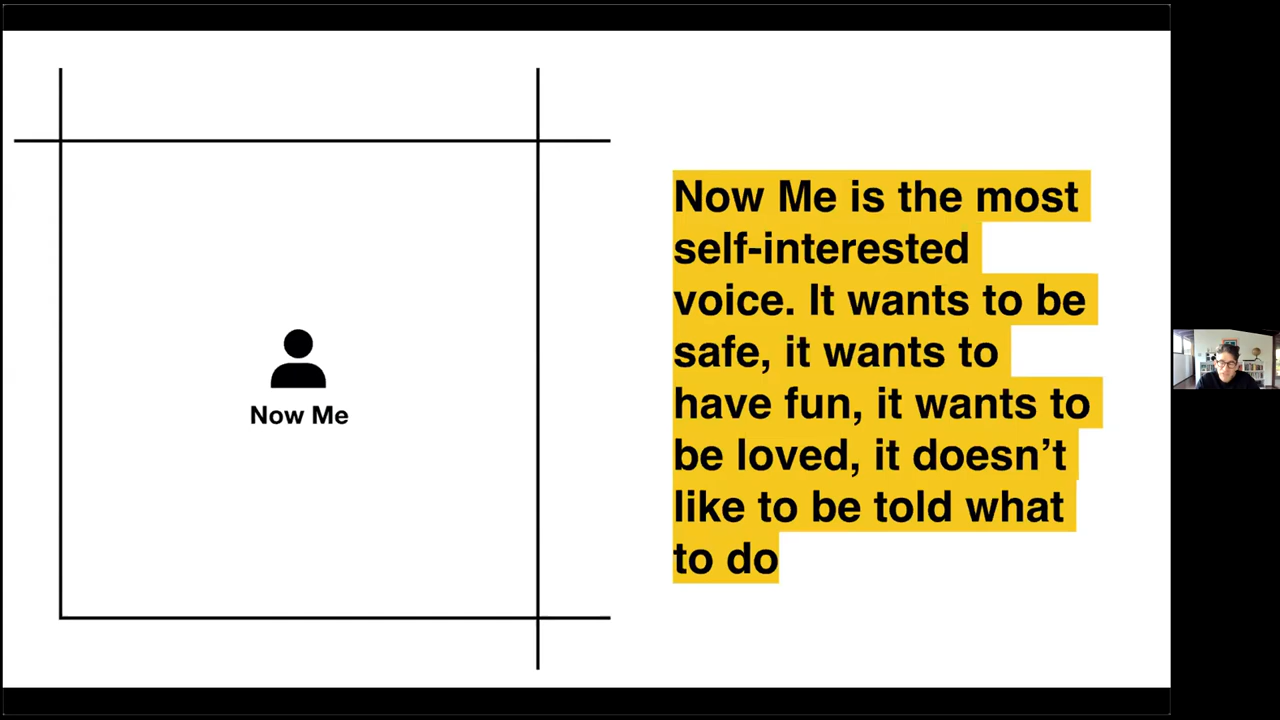 Now Me
Now Me is the most
self-interested
voice. It wants to be
safe, it wants to
have fun, it wants to
be loved, it doesn’t
like to be told what
to do